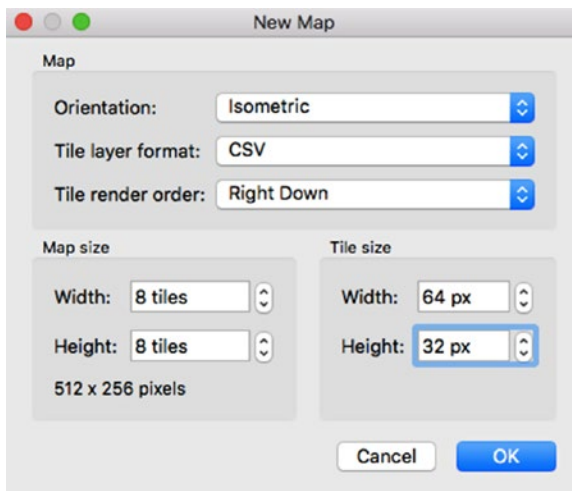 New Map
Map
Orientation: Isometric
Tile layer format: CSV
Tile render order: Right Down
Map size
Width: 8 tiles
Height: 8 tiles
512 x 256 pixels
Tile size
Width: 64 px
Height: 32 px
Cancel OK